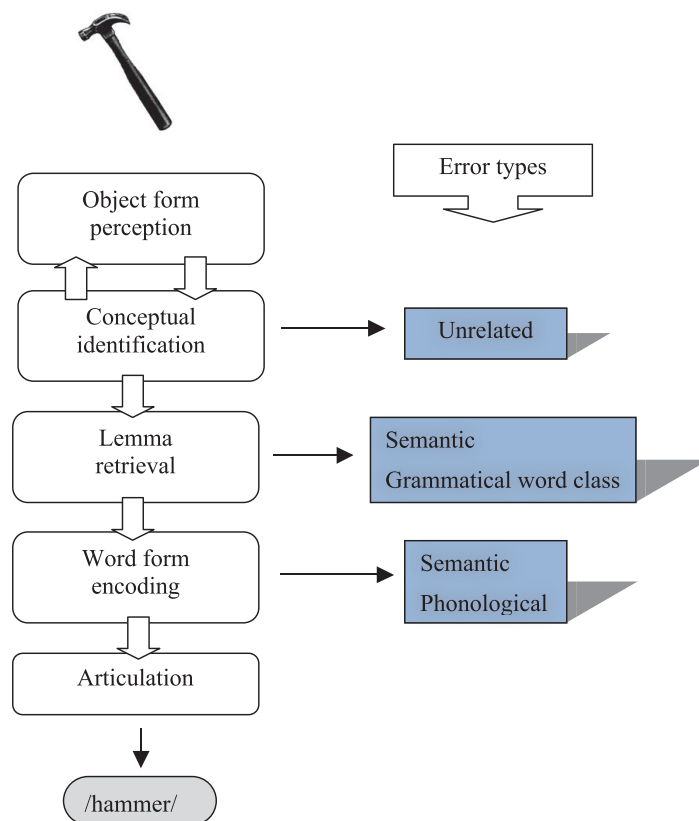 Error types
Object form
perception
Conceptual
identification
Unrelated
Lemma
retrieval
Semantic
Grammatical word class
Word form
encoding
Semantic
Phonological
Articulation
/hammer/